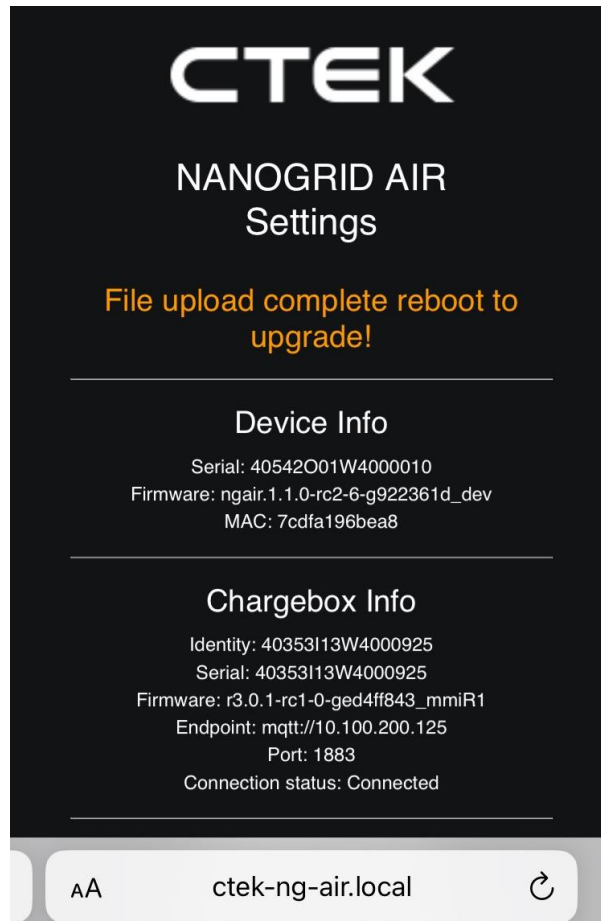 CTEK
NANOGRID AIR
Settings
File upload complete reboot to
upgrade!
Device Info
Serial: 40542O01W4000010
Firmware: ngair.1.1.0-rc2-6-g922361d_dev
MAC: 7cdfa196bea8
Chargebox Info
Identity: 40353I13W4000925
Serial: 40353I13W4000925
Firmware: r3.0.1-rc1-0-ged4ff843_mmiR1
Endpoint: mqtt://10.100.200.125
Port: 1883
Connection status: Connected
AA ctek-ng-air.local